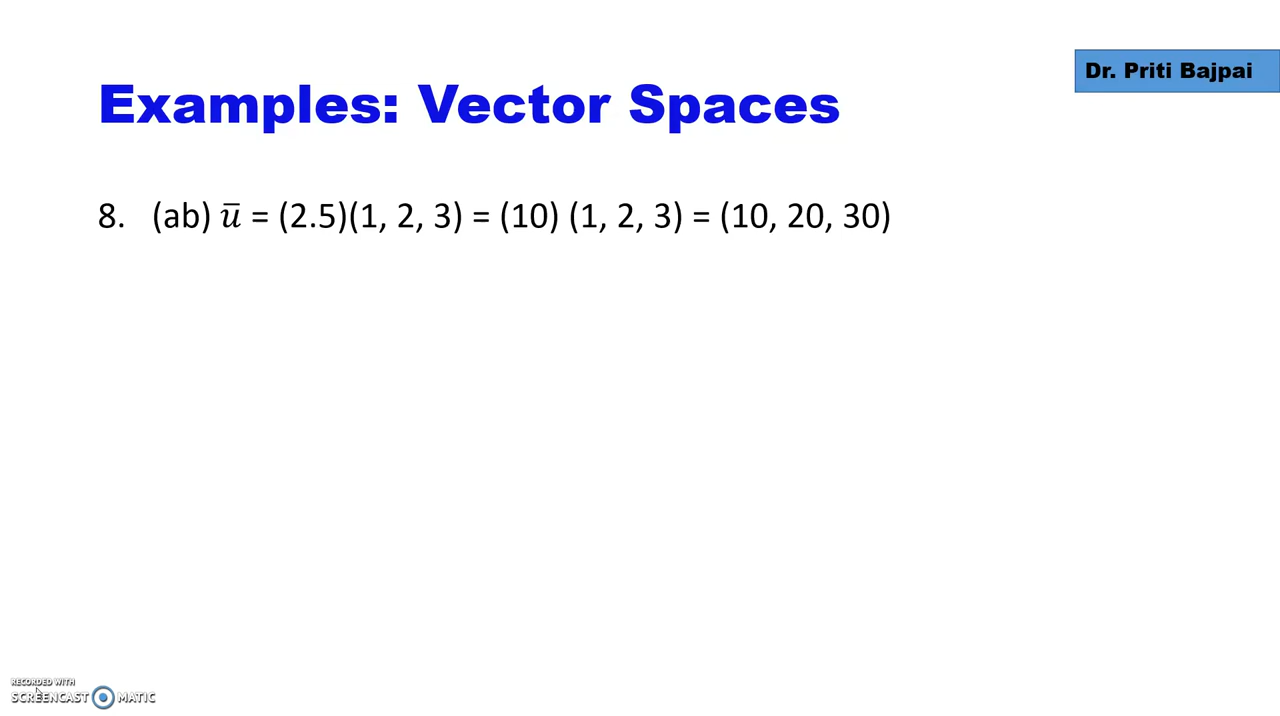 Dr. Priti Bajpai
Examples: Vector Spaces
8. (ab) u̅ = (2.5)(1, 2, 3) = (10) (1, 2, 3) = (10, 20, 30)
RECORDED WITH
SCREENCAST MATIC